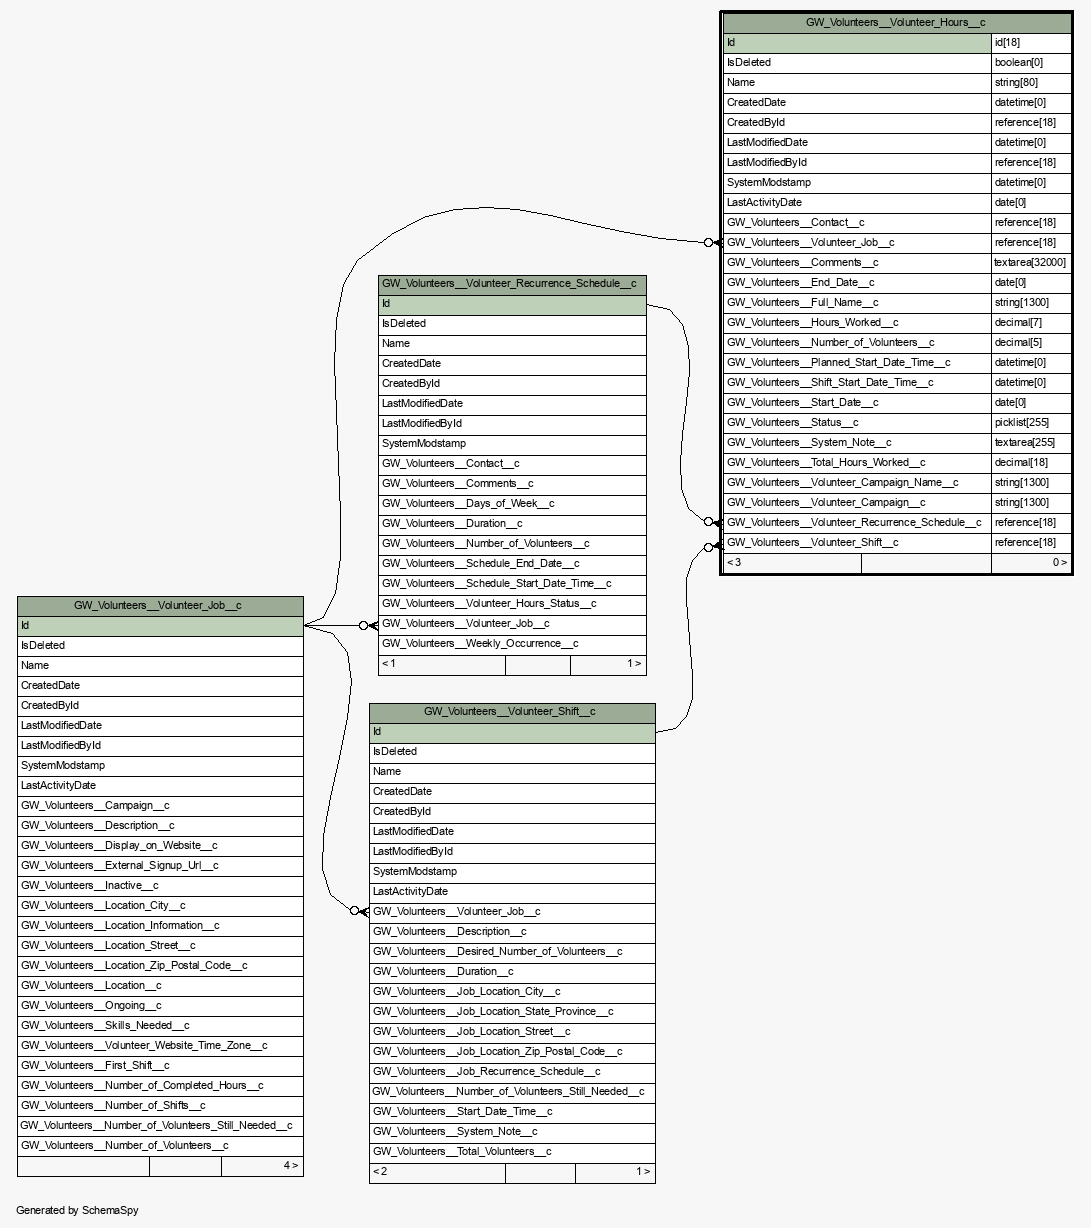 GW_Volunteers__Volunteer_Hours__c
Id id[18]
IsDeleted boolean[0]
Name string[80]
CreatedDate datetime[0]
CreatedById reference[18]
LastModifiedDate datetime[0]
LastModifiedById reference[18]
SystemModstamp datetime[0]
LastActivityDate date[0]
GW_Volunteers__Contact__c reference[18]
GW_Volunteers__Volunteer_Job__c reference[18]
GW_Volunteers__Comments__c textarea[32000]
GW_Volunteers__End_Date__c date[0]
GW_Volunteers__Full_Name__c string[1300]
GW_Volunteers__Hours_Worked__c decimal[7]
GW_Volunteers__Number_of_Volunteers__c decimal[5]
GW_Volunteers__Planned_Start_Date_Time__c datetime[0]
GW_Volunteers__Shift_Start_Date_Time__c datetime[0]
GW_Volunteers__Start_Date__c date[0]
GW_Volunteers__Status__c picklist[255]
GW_Volunteers__System_Note__c textarea[255]
GW_Volunteers__Total_Hours_Worked__c decimal[18]
GW_Volunteers__Volunteer_Campaign_Name__c string[1300]
GW_Volunteers__Volunteer_Campaign__c string[1300]
GW_Volunteers__Volunteer_Recurrence_Schedule__c reference[18]
GW_Volunteers__Volunteer_Shift__c reference[18]
< 3 0 >
GW_Volunteers__Volunteer_Recurrence_Schedule__c
Id
IsDeleted
Name
CreatedDate
CreatedById
LastModifiedDate
LastModifiedById
SystemModstamp
GW_Volunteers__Contact__c
GW_Volunteers__Comments__c
GW_Volunteers__Days_of_Week__c
GW_Volunteers__Duration__c
GW_Volunteers__Number_of_Volunteers__c
GW_Volunteers__Schedule_End_Date__c
GW_Volunteers__Schedule_Start_Date_Time__c
GW_Volunteers__Volunteer_Hours_Status__c
GW_Volunteers__Volunteer_Job__c
GW_Volunteers__Weekly_Occurrence__c
< 1 1 >
GW_Volunteers__Volunteer_Job__c
Id
IsDeleted
Name
CreatedDate
CreatedById
LastModifiedDate
LastModifiedById
SystemModstamp
LastActivityDate
GW_Volunteers__Campaign__c
GW_Volunteers__Description__c
GW_Volunteers__Display_on_Website__c
GW_Volunteers__External_Signup_Url__c
GW_Volunteers__Inactive__c
GW_Volunteers__Location_City__c
GW_Volunteers__Location_Information__c
GW_Volunteers__Location_Street__c
GW_Volunteers__Location_Zip_Postal_Code__c
GW_Volunteers__Location__c
GW_Volunteers__Ongoing__c
GW_Volunteers__Skills_Needed__c
GW_Volunteers__Volunteer_Website_Time_Zone__c
GW_Volunteers__First_Shift__c
GW_Volunteers__Number_of_Completed_Hours__c
GW_Volunteers__Number_of_Shifts__c
GW_Volunteers__Number_of_Volunteers_Still_Needed__c
GW_Volunteers__Number_of_Volunteers__c
4 >
GW_Volunteers__Volunteer_Shift__c
Id
IsDeleted
Name
CreatedDate
CreatedById
LastModifiedDate
LastModifiedById
SystemModstamp
LastActivityDate
GW_Volunteers__Volunteer_Job__c
GW_Volunteers__Description__c
GW_Volunteers__Desired_Number_of_Volunteers__c
GW_Volunteers__Duration__c
GW_Volunteers__Job_Location_City__c
GW_Volunteers__Job_Location_State_Province__c
GW_Volunteers__Job_Location_Street__c
GW_Volunteers__Job_Location_Zip_Postal_Code__c
GW_Volunteers__Job_Recurrence_Schedule__c
GW_Volunteers__Number_of_Volunteers_Still_Needed__c
GW_Volunteers__Start_Date_Time__c
GW_Volunteers__System_Note__c
GW_Volunteers__Total_Volunteers__c
< 2 1 >
Generated by SchemaSpy